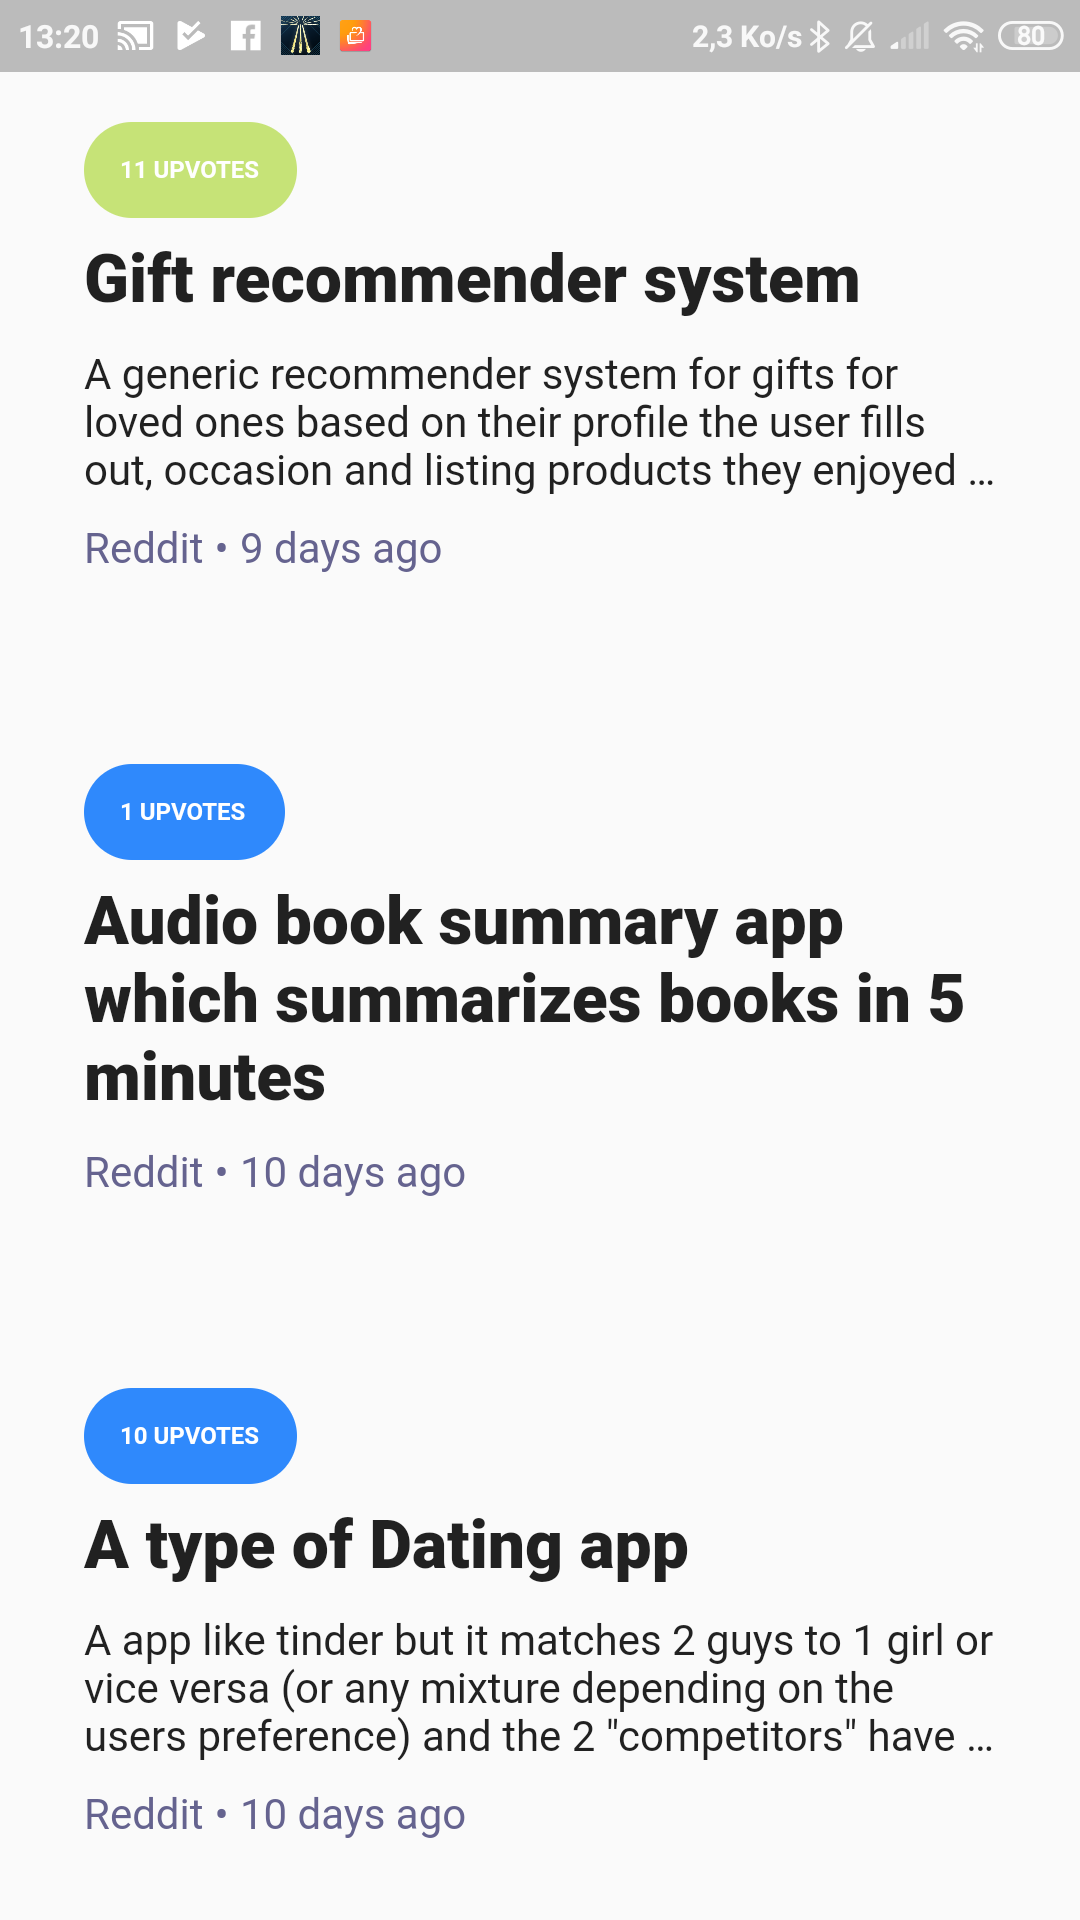 13:20 2,3 Ko/s 80
11 UPVOTES
Gift recommender system
A generic recommender system for gifts for
loved ones based on their profile the user fills
out, occasion and listing products they enjoyed ...
Reddit • 9 days ago
1 UPVOTES
Audio book summary app
which summarizes books in 5
minutes
Reddit • 10 days ago
10 UPVOTES
A type of Dating app
A app like tinder but it matches 2 guys to 1 girl or
vice versa (or any mixture depending on the
users preference) and the 2 "competitors" have ...
Reddit • 10 days ago